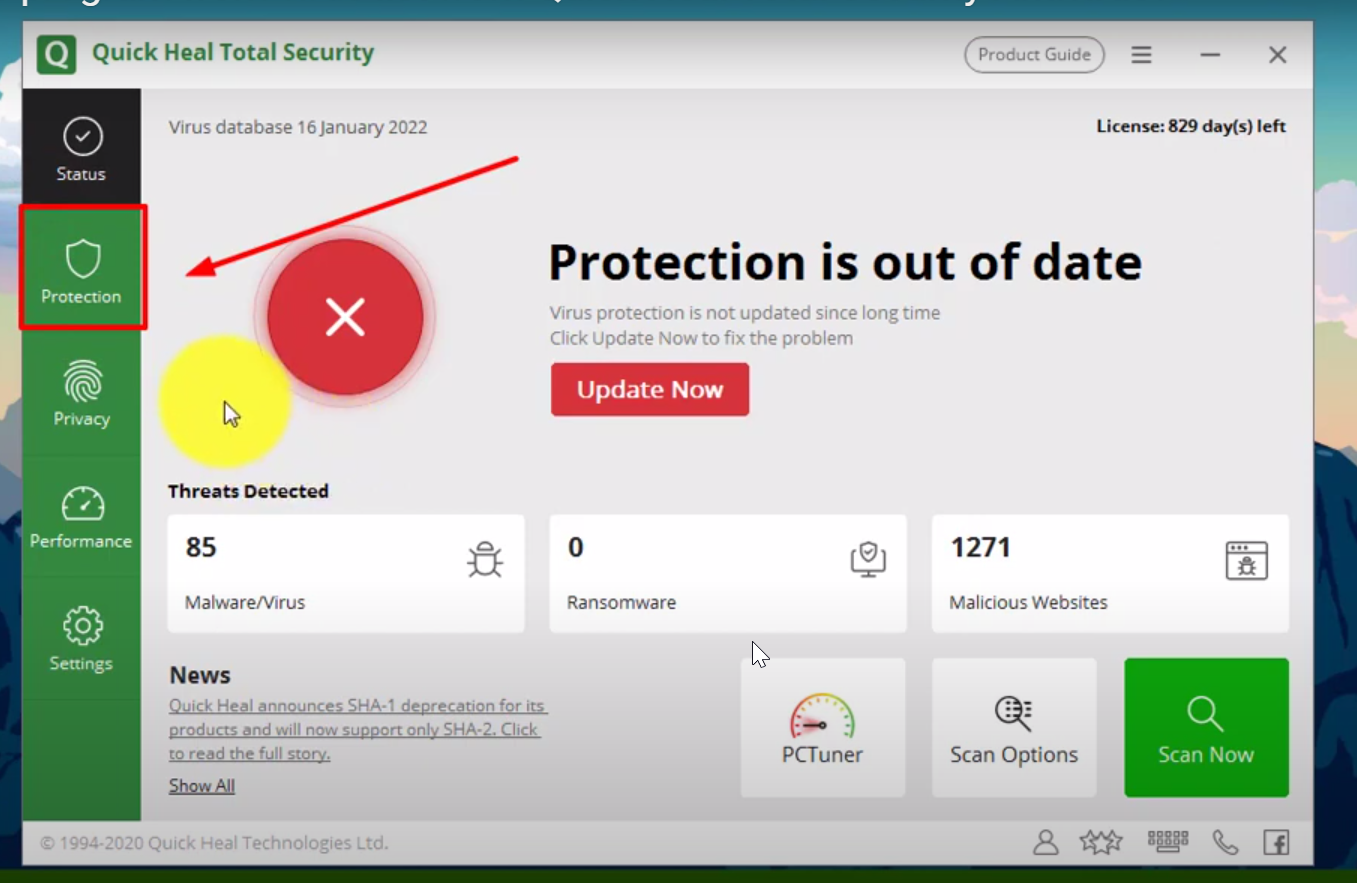 Quick Heal Total Security
Product Guide
Status
Virus database 16 January 2022
License: 829 day(s) left
Protection
Protection is out of date
Virus protection is not updated since long time
Click Update Now to fix the problem
Update Now
Privacy
Performance
Settings
Threats Detected
85
Malware/Virus
0
Ransomware
1271
Malicious Websites
News
Quick Heal announces SHA-1 deprecation for its
products and will now support only SHA-2. Click
to read the full story.
Show All
PCTuner
Scan Options
Scan Now
© 1994-2020 Quick Heal Technologies Ltd.